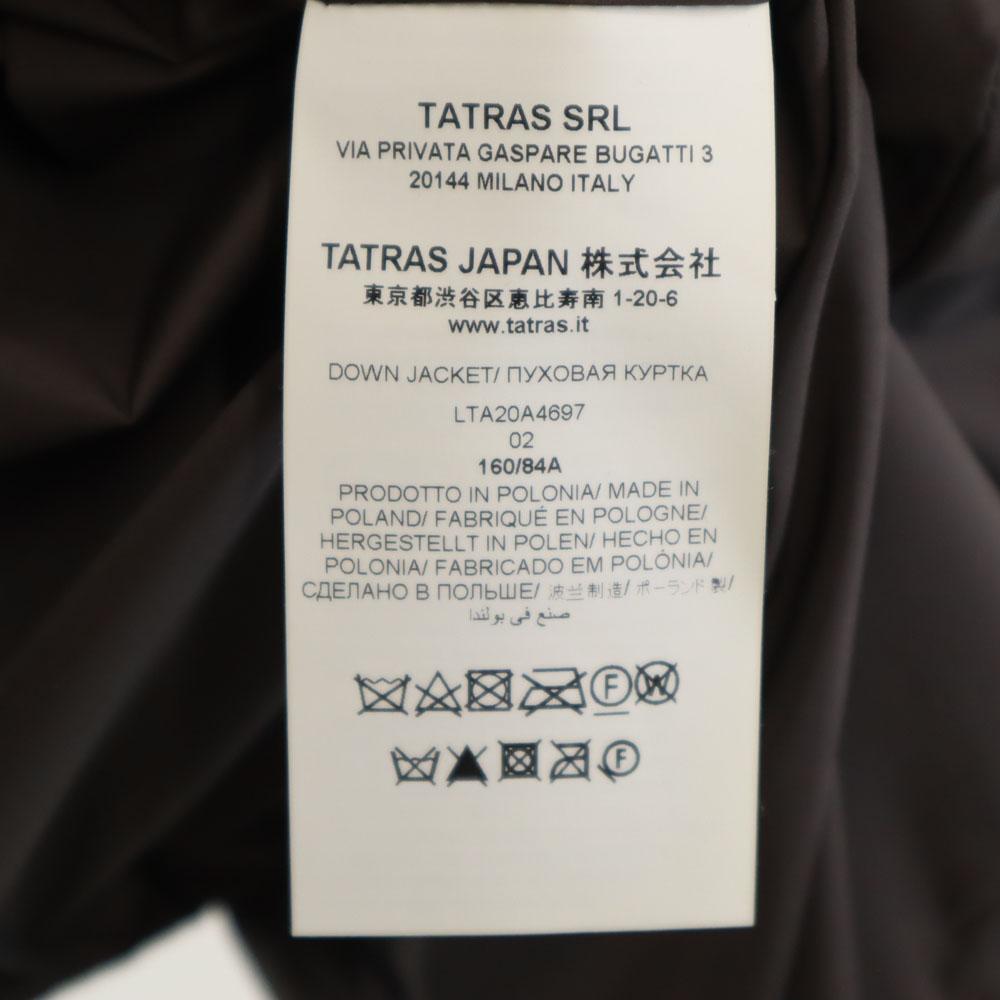 TATRAS SRL
VIA PRIVATA GASPARE BUGATTI 3
20144 MILANO ITALY
TATRAS JAPAN 株式会社
東京都渋谷区恵比寿南 1-20-6
www.tatras.it
DOWN JACKET/ ПУХОВАЯ КУРТКА
LTA20A4697
02
160/84A
PRODOTTO IN POLONIA/ MADE IN
POLAND/ FABRIQUÉ EN POLOGNE/
HERGESTELLT IN POLEN/ HECHO EN
POLONIA/ FABRICADO EM POLÓNIA/
СДЕЛАНО В ПОЛЬШЕ/ 波兰制造/ ポーランド 製/
صنع فى بولندا
F W
F